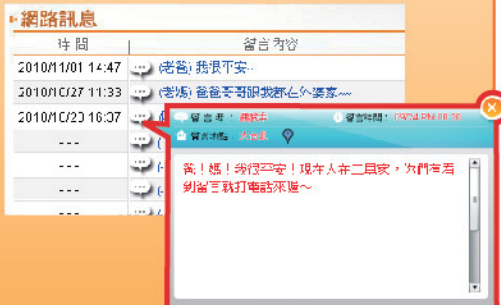 網路訊息
時間 | 留言內容
2010/11/01 14:47 (老爸) 我很平安..
2010/10/27 11:33 (老媽) 爸爸哥哥跟我都在外婆家~~
2010/10/20 16:07
留言者：
留言時間：
留言地點：
爸！媽！我很平安！現在人在二舅家，你們有看
到留言就打電話來喔～
---
---
---